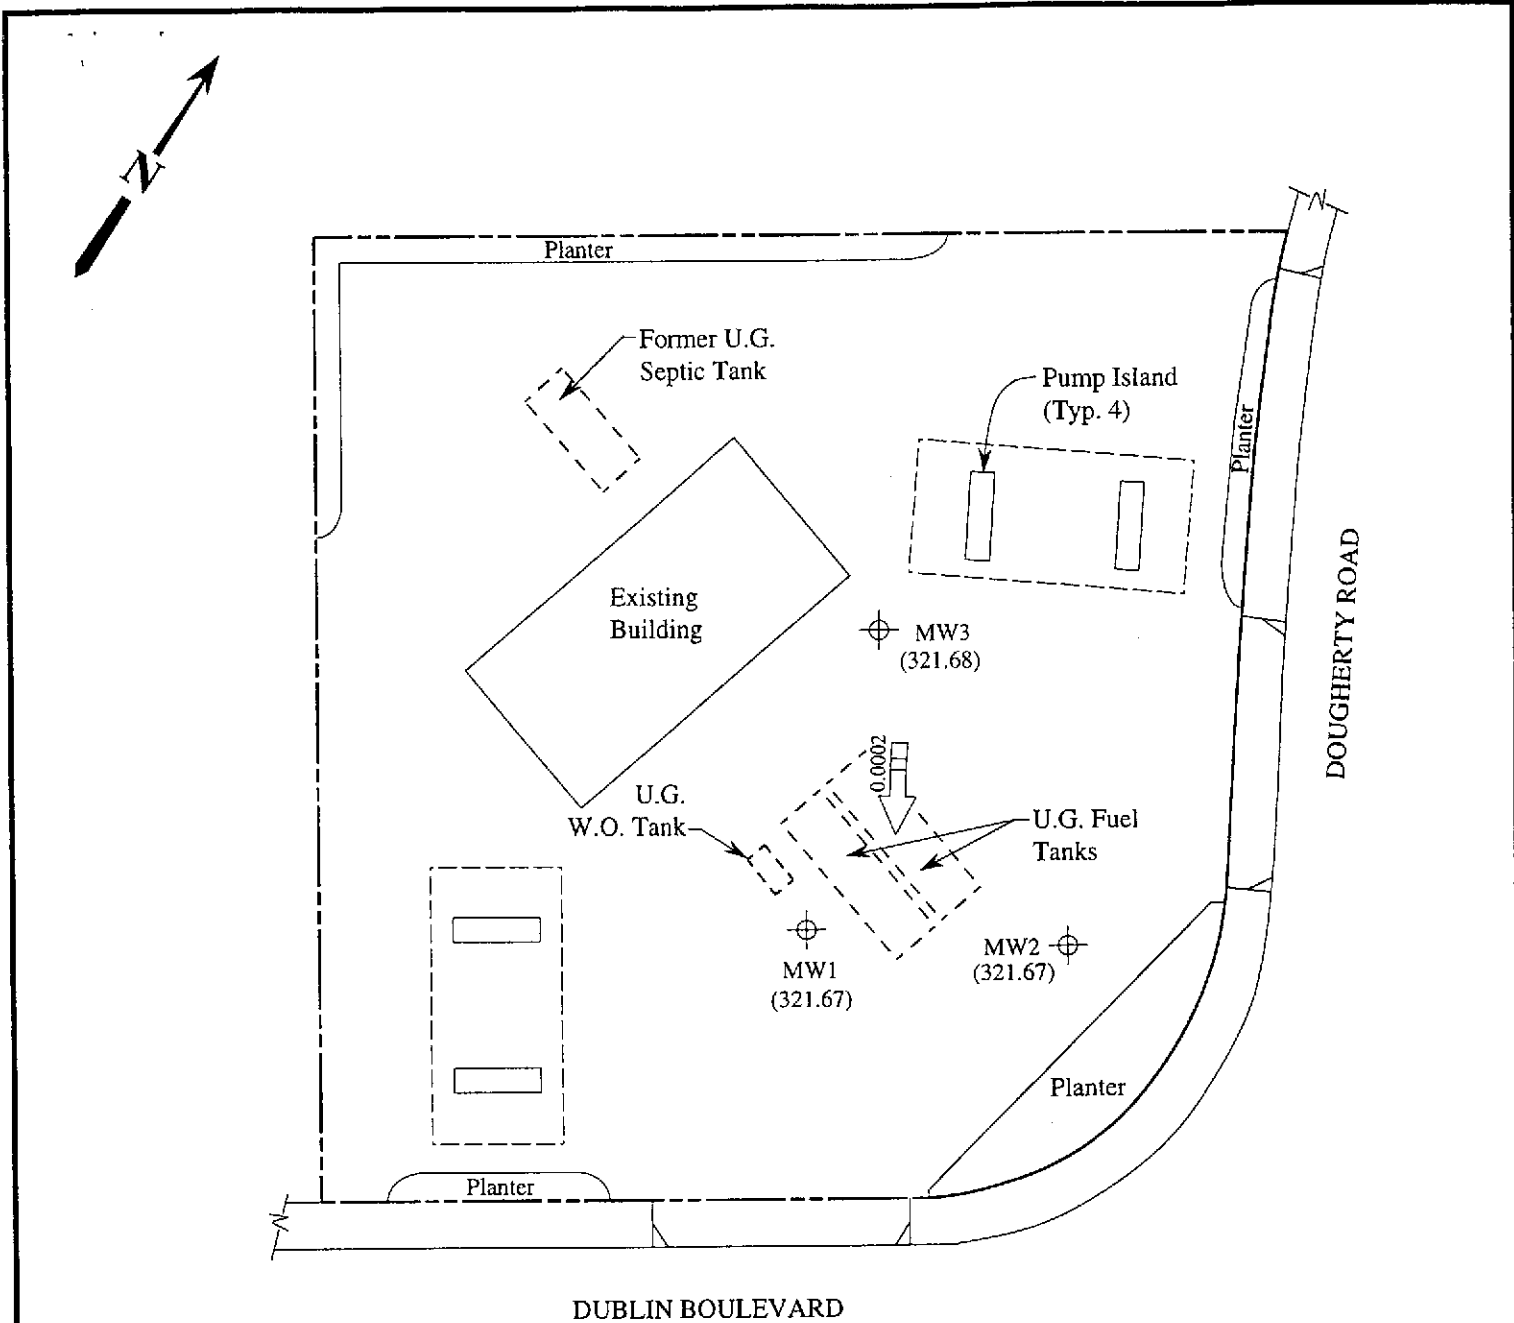 N
Planter
Former U.G.
Septic Tank
Pump Island
(Typ. 4)
Planter
Existing
Building
MW3
(321.68)
DOUGHERTY ROAD
0.0002
U.G.
W.O. Tank
U.G. Fuel
Tanks
MW1
(321.67)
MW2
(321.67)
Planter
Planter
DUBLIN BOULEVARD